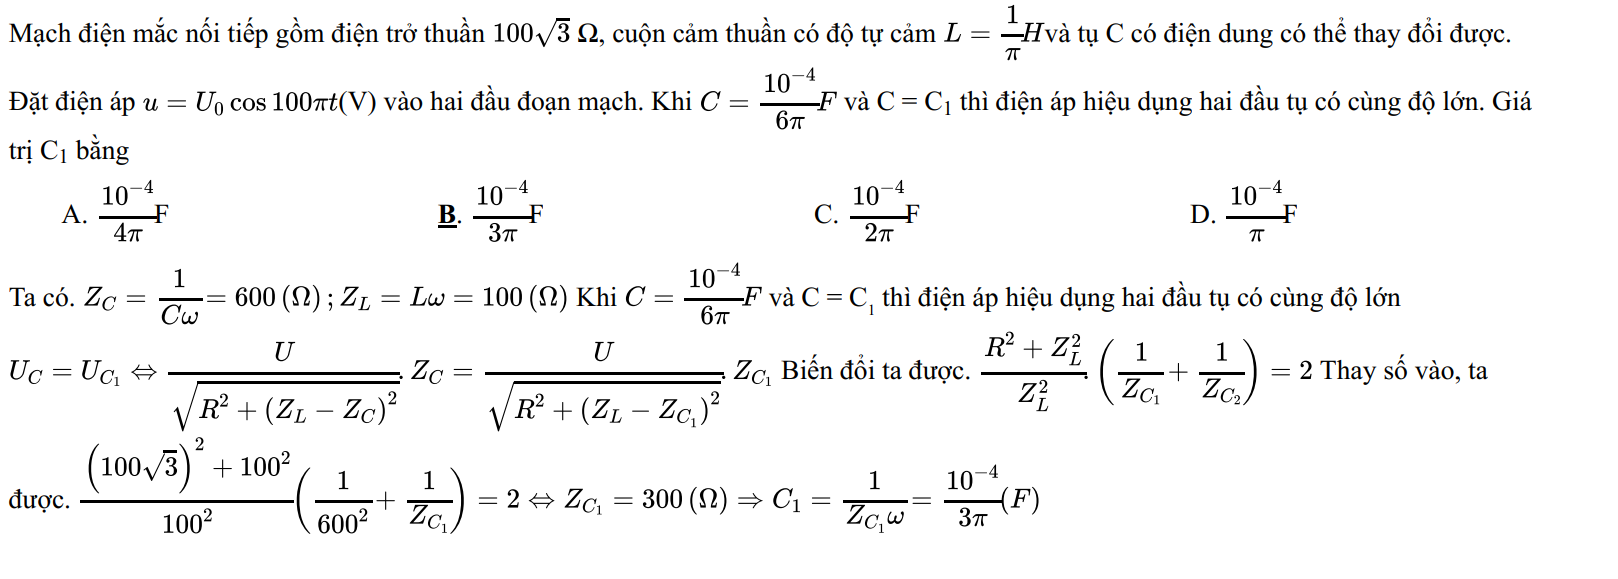 Mạch điện mắc nối tiếp gồm điện trở thuần $100\sqrt{3}\,\Omega$, cuộn cảm thuần có độ tự cảm $L = \frac{1}{\pi}H$và tụ C có điện dung có thể thay đổi được.
Đặt điện áp $u = U_0 \cos 100\pi t$(V) vào hai đầu đoạn mạch. Khi $C = \frac{10^{-4}}{6\pi}F$ và C = C$_1$ thì điện áp hiệu dụng hai đầu tụ có cùng độ lớn. Giá
trị C$_1$ bằng
A. $\frac{10^{-4}}{4\pi}$F B. $\frac{10^{-4}}{3\pi}$F C. $\frac{10^{-4}}{2\pi}$F D. $\frac{10^{-4}}{\pi}$F
Ta có. $Z_C = \frac{1}{C\omega} = 600\,(\Omega)\,; Z_L = L\omega = 100\,(\Omega)$ Khi $C = \frac{10^{-4}}{6\pi}F$ và C = C$_1$ thì điện áp hiệu dụng hai đầu tụ có cùng độ lớn
$U_C = U_{C_1} \Leftrightarrow \frac{U}{\sqrt{R^2 + (Z_L - Z_C)^2}}. Z_C = \frac{U}{\sqrt{R^2 + (Z_L - Z_{C_1})^2}}. Z_{C_1}$ Biến đổi ta được. $\frac{R^2 + Z_L^2}{Z_L^2}. \left(\frac{1}{Z_{C_1}} + \frac{1}{Z_{C_2}}\right) = 2$ Thay số vào, ta
được. $\frac{(100\sqrt{3})^2 + 100^2}{100^2}\left(\frac{1}{600^2} + \frac{1}{Z_{C_1}}\right) = 2 \Leftrightarrow Z_{C_1} = 300\,(\Omega) \Rightarrow C_1 = \frac{1}{Z_{C_1}\omega} = \frac{10^{-4}}{3\pi}(F)$